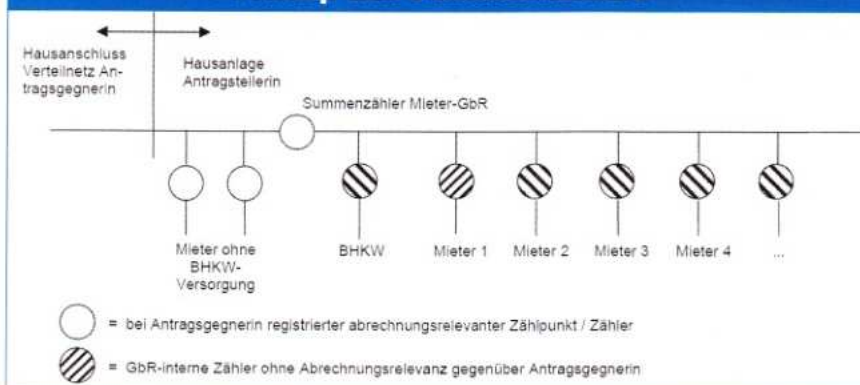 Hausanschluss
Verteilnetz An-
tragsgegnerin
Hausanlage
Antragstellerin
Summenzähler Mieter-GbR
Mieter ohne
BHKW-
Versorgung
BHKW
Mieter 1
Mieter 2
Mieter 3
Mieter 4
...
= bei Antragsgegnerin registrierter abrechnungsrelevanter Zählpunkt / Zähler
= GbR-interne Zähler ohne Abrechnungsrelevanz gegenüber Antragsgegnerin